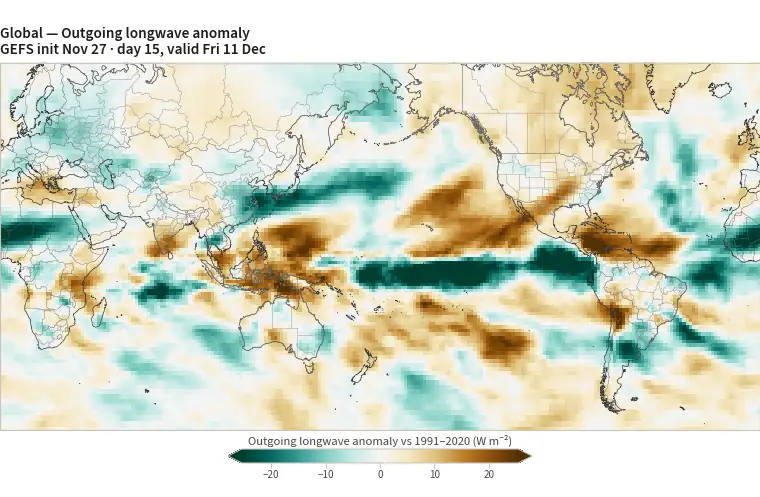 Global — Outgoing longwave anomaly
GEFS init Nov 27 · day 15, valid Fri 11 Dec
Outgoing longwave anomaly vs 1991–2020 (W m⁻²)
−20 −10 0 10 20